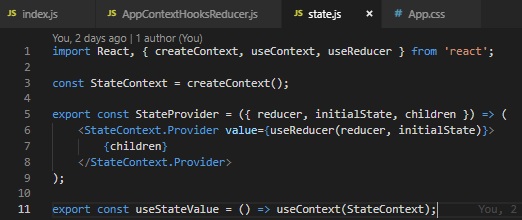 JS index.js JS AppContextHooksReducer.js JS state.js × # App.css
You, 2 days ago | 1 author (You)
1 import React, { createContext, useContext, useReducer } from 'react';
2
3 const StateContext = createContext();
4
5 export const StateProvider = ({ reducer, initialState, children }) => (
6 <StateContext.Provider value={useReducer(reducer, initialState)}>
7 {children}
8 </StateContext.Provider>
9 );
10
11 export const useStateValue = () => useContext(StateContext); You, 2